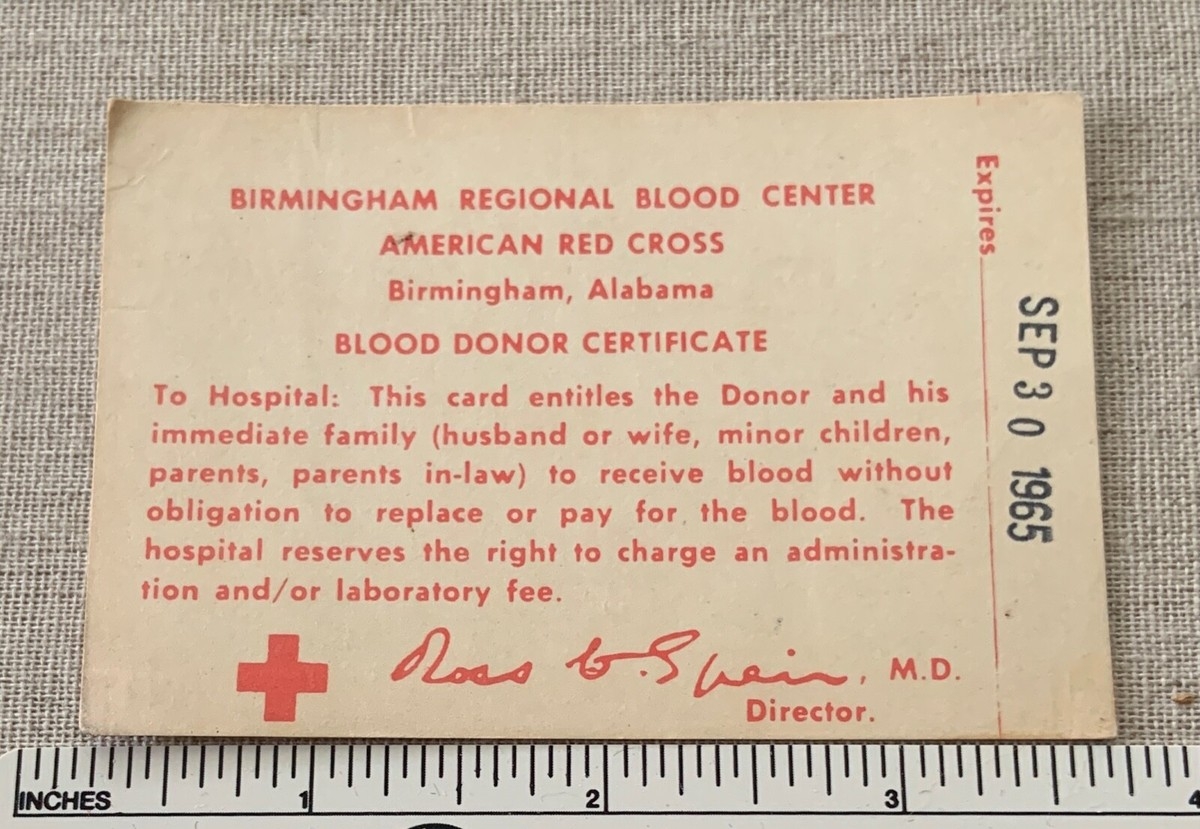 BIRMINGHAM REGIONAL BLOOD CENTER
AMERICAN RED CROSS
Birmingham, Alabama
BLOOD DONOR CERTIFICATE
To Hospital: This card entitles the Donor and his
immediate family (husband or wife, minor children,
parents, parents in-law) to receive blood without
obligation to replace or pay for the blood. The
hospital reserves the right to charge an administra-
tion and/or laboratory fee.
Ross C. Speir, M.D.
Director.
Expires
SEP 30 1965
INCHES 1 2 3 4